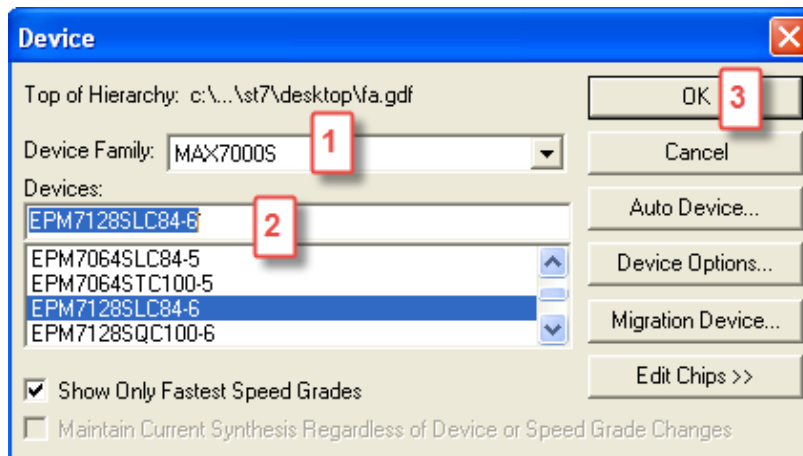 Device
Top of Hierarchy: c:\...\st7\desktop\fa.gdf
OK 3
Device Family: MAX7000S 1
Cancel
Devices:
EPM7128SLC84-6 2
Auto Device...
EPM7064SLC84-5
EPM7064STC100-5
EPM7128SLC84-6
EPM7128SQC100-6
Device Options...
Migration Device...
Edit Chips >>
Show Only Fastest Speed Grades
Maintain Current Synthesis Regardless of Device or Speed Grade Changes